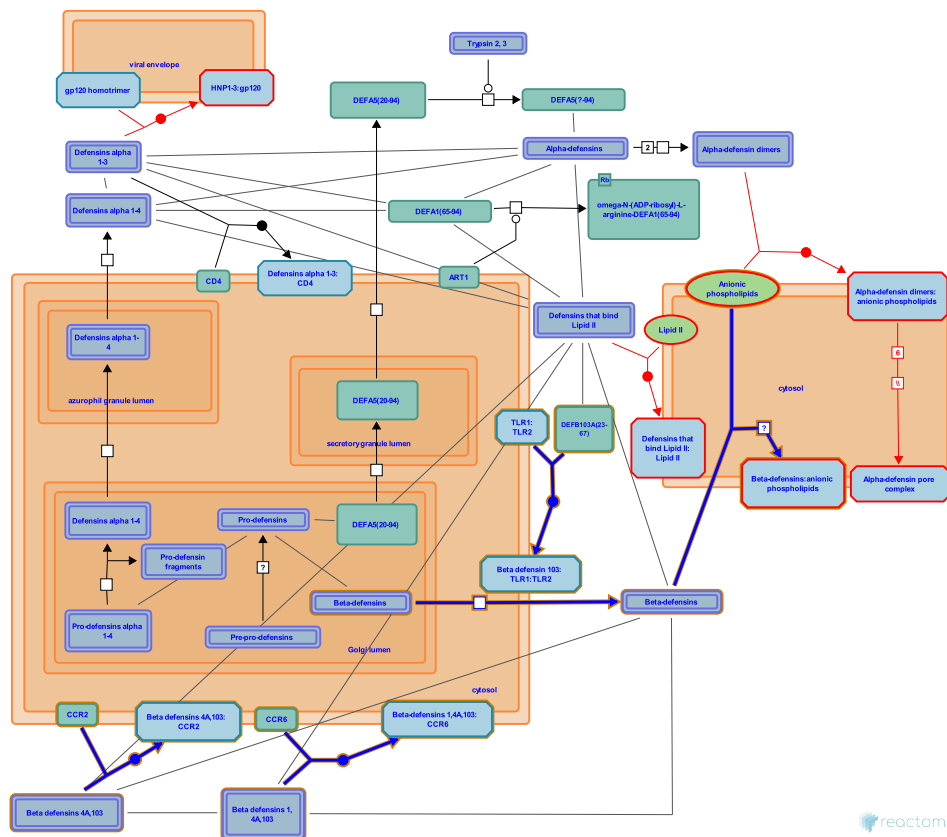 Trypsin 2, 3
viral envelope
gp120 homotrimer
HNP1-3:gp120
DEFA5(20-94)
DEFA5(?-94)
Defensins alpha
1-3
Alpha-defensins
2
Alpha-defensin dimers
Rb
omega-N-(ADP-ribosyl)-L-
arginine-DEFA1(65-94)
Defensins alpha 1-4
DEFA1(65-94)
CD4
Defensins alpha 1-3:
CD4
ART1
Anionic
phospholipids
Alpha-defensin dimers:
anionic phospholipids
Defensins that bind
Lipid II
Lipid II
Defensins alpha 1-
4
6
\\
cytosol
azurophil granule lumen
DEFA5(20-94)
secretory granule lumen
TLR1:
TLR2
DEFB103A(23-
67)
?
Defensins that
bind Lipid II:
Lipid II
Beta-defensins:anionic
phospholipids
Alpha-defensin pore
complex
Defensins alpha 1-4
Pro-defensins
DEFA5(20-94)
Pro-defensin
fragments
?
Beta defensin 103:
TLR1:TLR2
Beta-defensins
Beta-defensins
Pro-defensins alpha
1-4
Pre-pro-defensins
Golgi lumen
cytosol
CCR2
Beta defensins 4A,103:
CCR2
CCR6
Beta-defensins 1,4A,103:
CCR6
Beta defensins 4A,103
Beta defensins 1,
4A,103
reactom